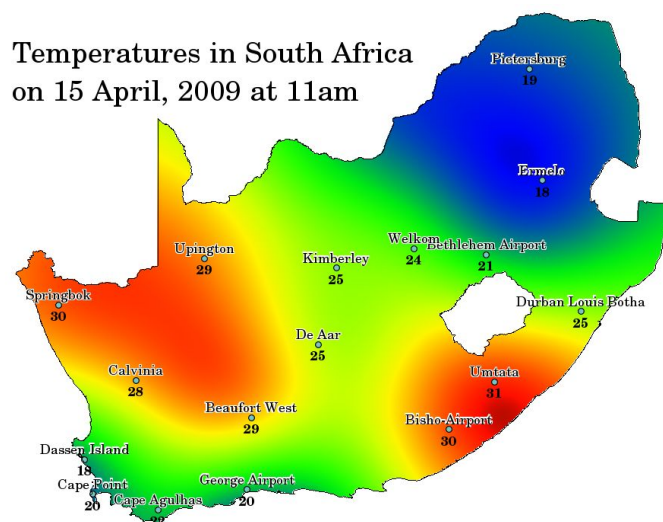 Temperatures in South Africa
on 15 April, 2009 at 11am
Pietersburg
19
Ermelo
18
Upington
29
Kimberley
25
Welkom
24
Bethlehem Airport
21
Springbok
30
Durban Louis Botha
25
De Aar
25
Calvinia
28
Umtata
31
Beaufort West
29
Bisho-Airport
30
Dassen Island
18
Cape Point
20
George Airport
20
Cape Agulhas
22